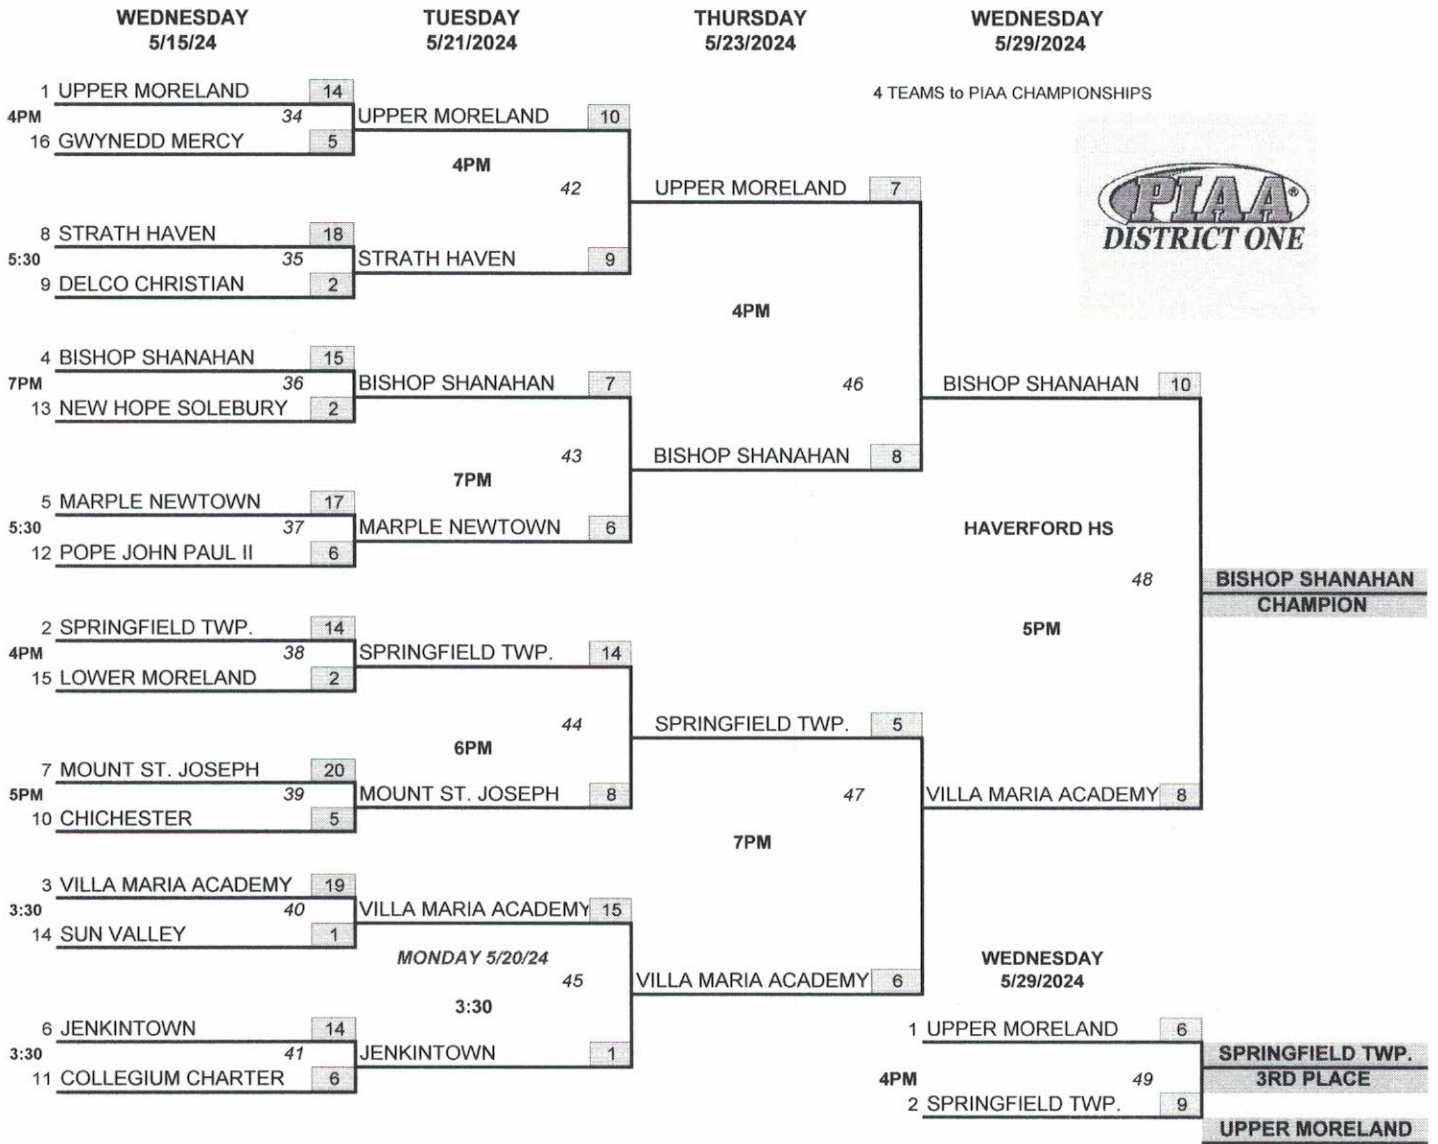 WEDNESDAY TUESDAY THURSDAY WEDNESDAY
5/15/24 5/21/2024 5/23/2024 5/29/2024
4 TEAMS to PIAA CHAMPIONSHIPS
PIAA®
DISTRICT ONE
1 UPPER MORELAND 14
4PM 34
16 GWYNEDD MERCY 5
8 STRATH HAVEN 18
5:30 35
9 DELCO CHRISTIAN 2
4 BISHOP SHANAHAN 15
7PM 36
13 NEW HOPE SOLEBURY 2
5 MARPLE NEWTOWN 17
5:30 37
12 POPE JOHN PAUL II 6
2 SPRINGFIELD TWP. 14
4PM 38
15 LOWER MORELAND 2
7 MOUNT ST. JOSEPH 20
5PM 39
10 CHICHESTER 5
3 VILLA MARIA ACADEMY 19
3:30 40
14 SUN VALLEY 1
6 JENKINTOWN 14
3:30 41
11 COLLEGIUM CHARTER 6
UPPER MORELAND 10
4PM
42
STRATH HAVEN 9
BISHOP SHANAHAN 7
43
7PM
MARPLE NEWTOWN 6
SPRINGFIELD TWP. 14
44
6PM
MOUNT ST. JOSEPH 8
VILLA MARIA ACADEMY 15
MONDAY 5/20/24
45
3:30
JENKINTOWN 1
UPPER MORELAND 7
4PM
46
BISHOP SHANAHAN 8
SPRINGFIELD TWP. 5
47
7PM
VILLA MARIA ACADEMY 6
BISHOP SHANAHAN 10
HAVERFORD HS
48
5PM
VILLA MARIA ACADEMY 8
BISHOP SHANAHAN
CHAMPION
WEDNESDAY
5/29/2024
1 UPPER MORELAND 6
4PM 49
2 SPRINGFIELD TWP. 9
SPRINGFIELD TWP.
3RD PLACE
UPPER MORELAND